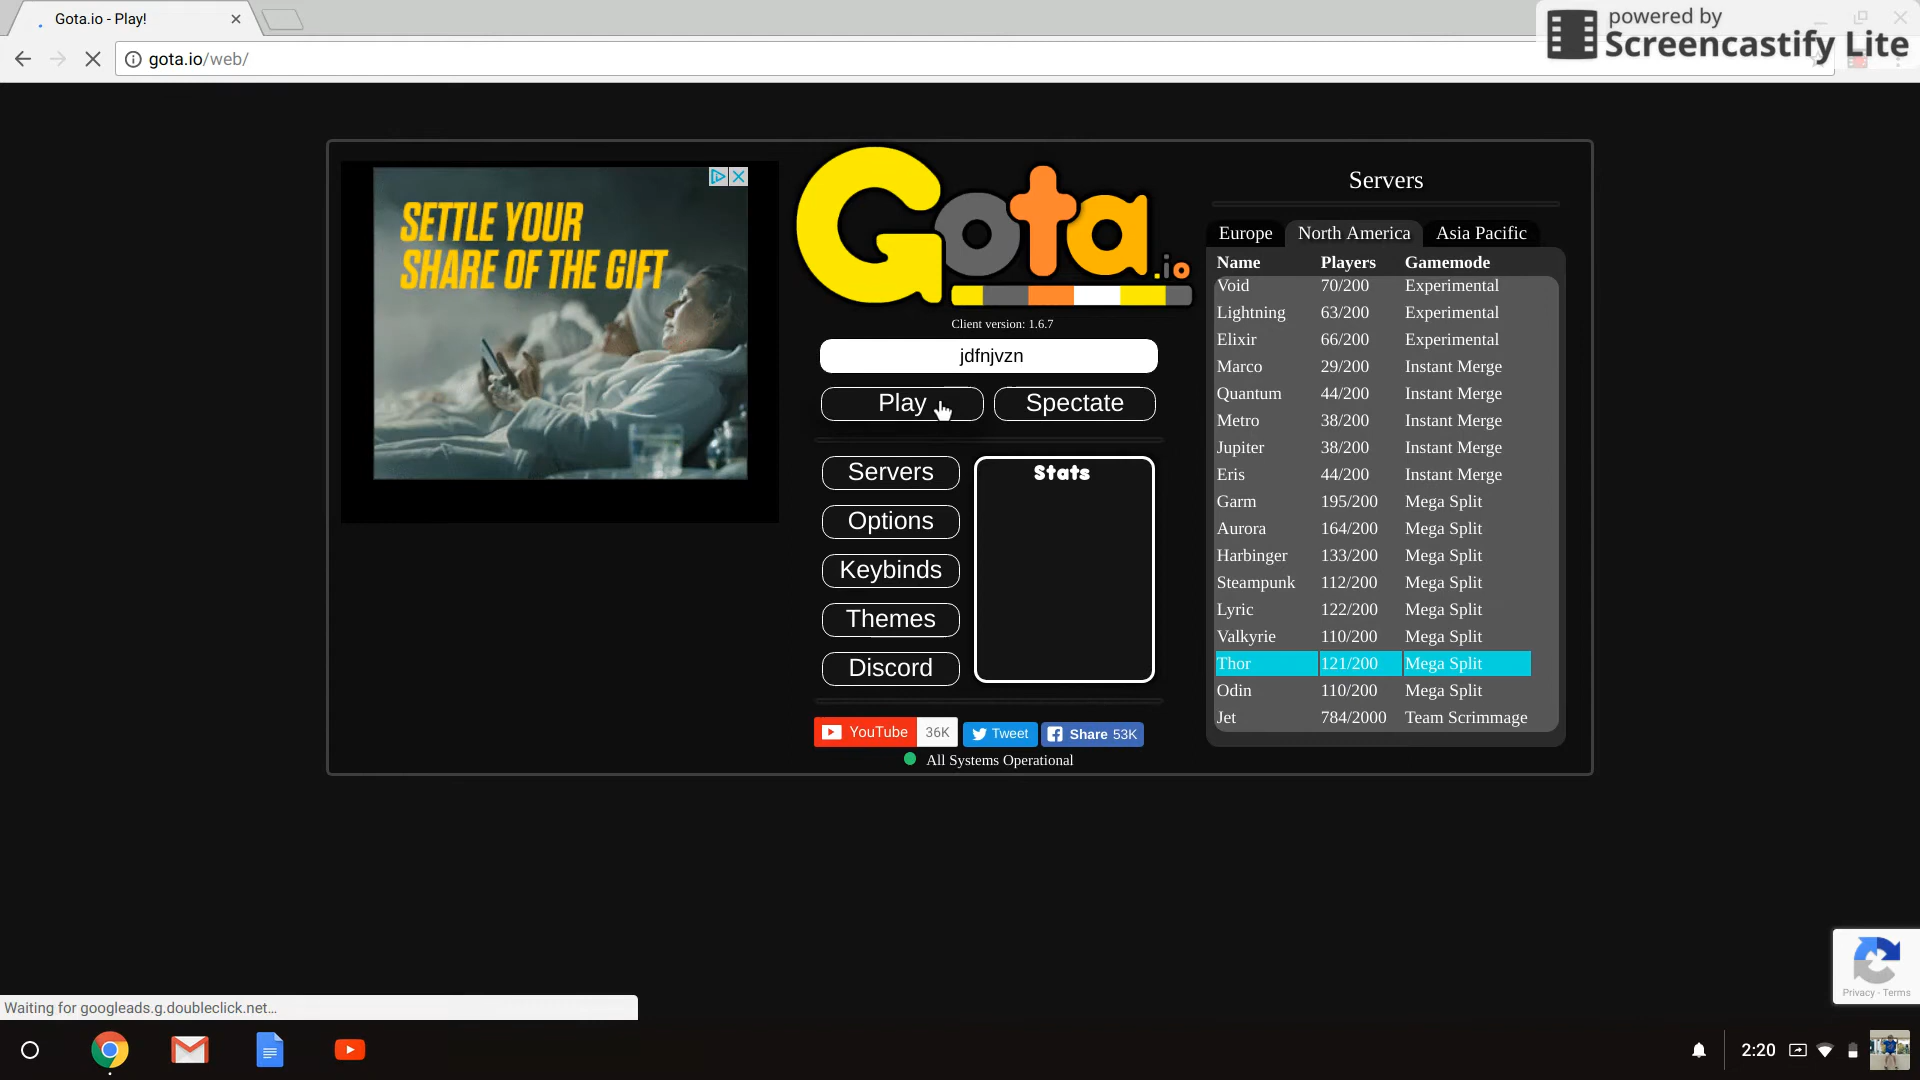 Gota.io - Play!
powered by
Screencastify Lite
gota.io/web/
SETTLE YOUR
SHARE OF THE GIFT
Gota.io
Client version: 1.6.7
jdfnjvzn
Play
Spectate
Servers
Options
Keybinds
Themes
Discord
Stats
YouTube 36K
Tweet
Share 53K
All Systems Operational
Servers
Europe North America Asia Pacific
Name Players Gamemode
Void 70/200 Experimental
Lightning 63/200 Experimental
Elixir 66/200 Experimental
Marco 29/200 Instant Merge
Quantum 44/200 Instant Merge
Metro 38/200 Instant Merge
Jupiter 38/200 Instant Merge
Eris 44/200 Instant Merge
Garm 195/200 Mega Split
Aurora 164/200 Mega Split
Harbinger 133/200 Mega Split
Steampunk 112/200 Mega Split
Lyric 122/200 Mega Split
Valkyrie 110/200 Mega Split
Thor 121/200 Mega Split
Odin 110/200 Mega Split
Jet 784/2000 Team Scrimmage
Privacy - Terms
Waiting for googleads.g.doubleclick.net...
2:20